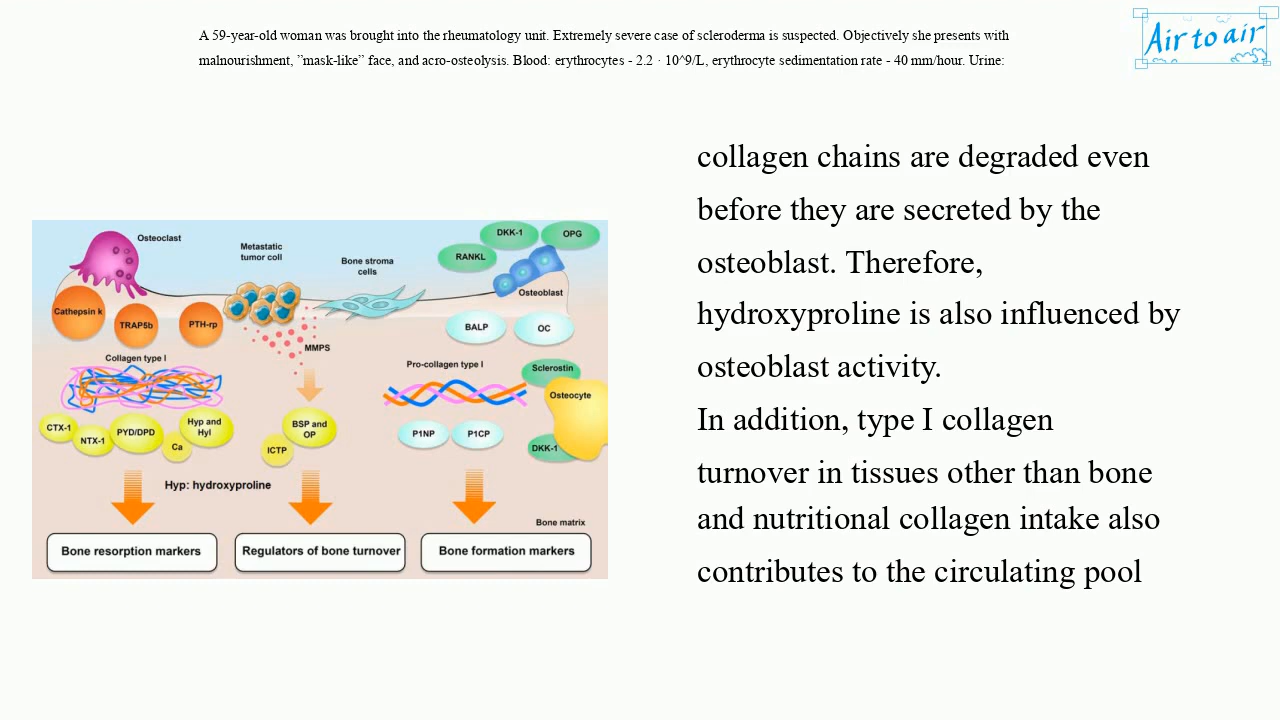 A 59-year-old woman was brought into the rheumatology unit. Extremely severe case of scleroderma is suspected. Objectively she presents with
malnourishment, ”mask-like” face, and acro-osteolysis. Blood: erythrocytes - 2.2 · 10^9/L, erythrocyte sedimentation rate - 40 mm/hour. Urine:
Air to air
Osteoclast
Metastatic
tumor coll
Bone stroma
cells
DKK-1
OPG
RANKL
Osteoblast
Cathepsin k
TRAP5b
PTH-rp
MMPS
BALP
OC
Collagen type I
Pro-collagen type I
Sclerostin
Osteocyte
CTX-1
NTX-1
PYD/DPD
Ca
Hyp and
Hyl
BSP and
OP
ICTP
P1NP
P1CP
DKK-1
Hyp: hydroxyproline
Bone matrix
Bone resorption markers
Regulators of bone turnover
Bone formation markers
collagen chains are degraded even
before they are secreted by the
osteoblast. Therefore,
hydroxyproline is also influenced by
osteoblast activity.
In addition, type I collagen
turnover in tissues other than bone
and nutritional collagen intake also
contributes to the circulating pool